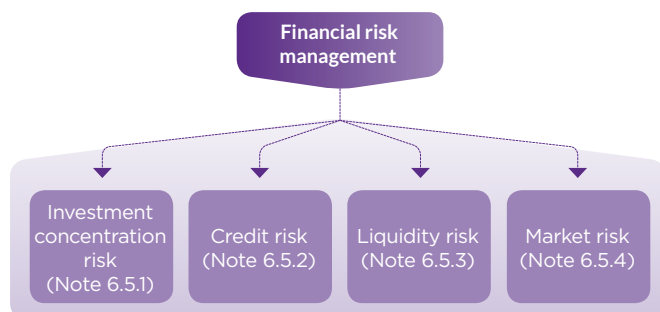 Financial risk
management
Investment
concentration
risk
(Note 6.5.1)
Credit risk
(Note 6.5.2)
Liquidity risk
(Note 6.5.3)
Market risk
(Note 6.5.4)